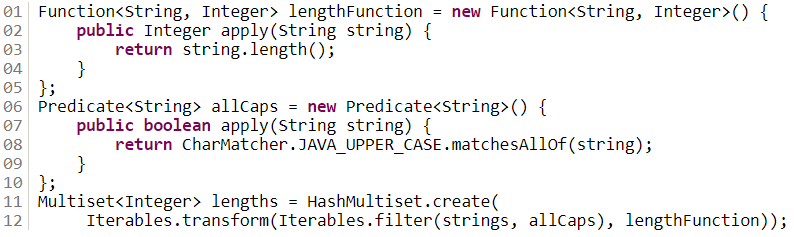 01 Function<String, Integer> lengthFunction = new Function<String, Integer>() {
02     public Integer apply(String string) {
03         return string.length();
04     }
05 };
06 Predicate<String> allCaps = new Predicate<String>() {
07     public boolean apply(String string) {
08         return CharMatcher.JAVA_UPPER_CASE.matchesAllOf(string);
09     }
10 };
11 Multiset<Integer> lengths = HashMultiset.create(
12      Iterables.transform(Iterables.filter(strings, allCaps), lengthFunction));